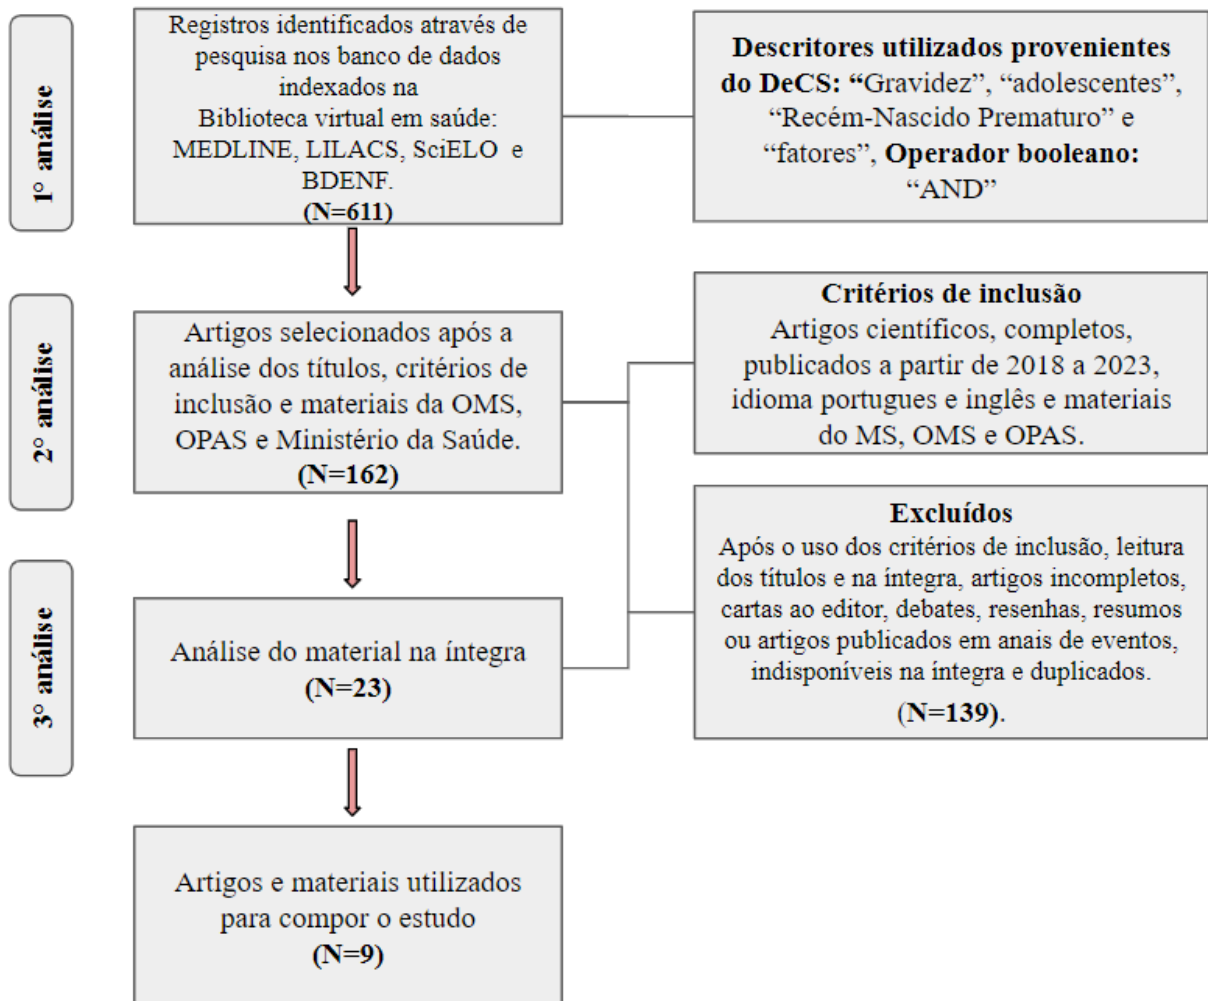 1° análise
Registros identificados através de
pesquisa nos banco de dados
indexados na
Biblioteca virtual em saúde:
MEDLINE, LILACS, SciELO e
BDENF.
(N=611)
Descritores utilizados provenientes
do DeCS: “Gravidez”, “adolescentes”,
“Recém-Nascido Prematuro” e
“fatores”, Operador booleano:
“AND”
2° análise
Artigos selecionados após a
análise dos títulos, critérios de
inclusão e materiais da OMS,
OPAS e Ministério da Saúde.
(N=162)
Critérios de inclusão
Artigos científicos, completos,
publicados a partir de 2018 a 2023,
idioma portugues e inglês e materiais
do MS, OMS e OPAS.
Excluídos
Após o uso dos critérios de inclusão, leitura
dos títulos e na íntegra, artigos incompletos,
cartas ao editor, debates, resenhas, resumos
ou artigos publicados em anais de eventos,
indisponíveis na íntegra e duplicados.
(N=139).
3° análise
Análise do material na íntegra
(N=23)
Artigos e materiais utilizados
para compor o estudo
(N=9)